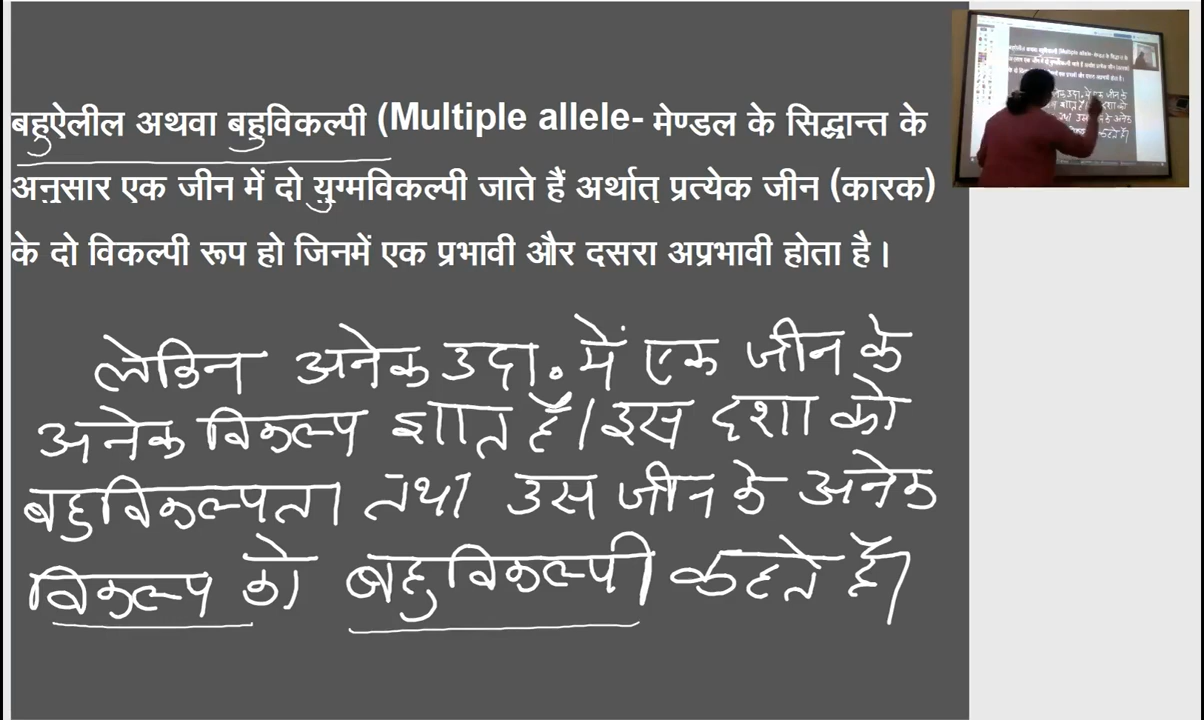 बहुऐलील अथवा बहुविकल्पी (Multiple allele- मेण्डल के सिद्धान्त के
अनुसार एक जीन में दो युग्मविकल्पी जाते हैं अर्थात् प्रत्येक जीन (कारक)
के दो विकल्पी रूप हो जिनमें एक प्रभावी और दसरा अप्रभावी होता है।
लेकिन अनेक उदा. में एक जीन के
अनेक विकल्प ज्ञात हैं। इस दशा को
बहुविकल्पता तथा उस जीन के अनेक
विकल्प को बहुविकल्पी कहते हैं।